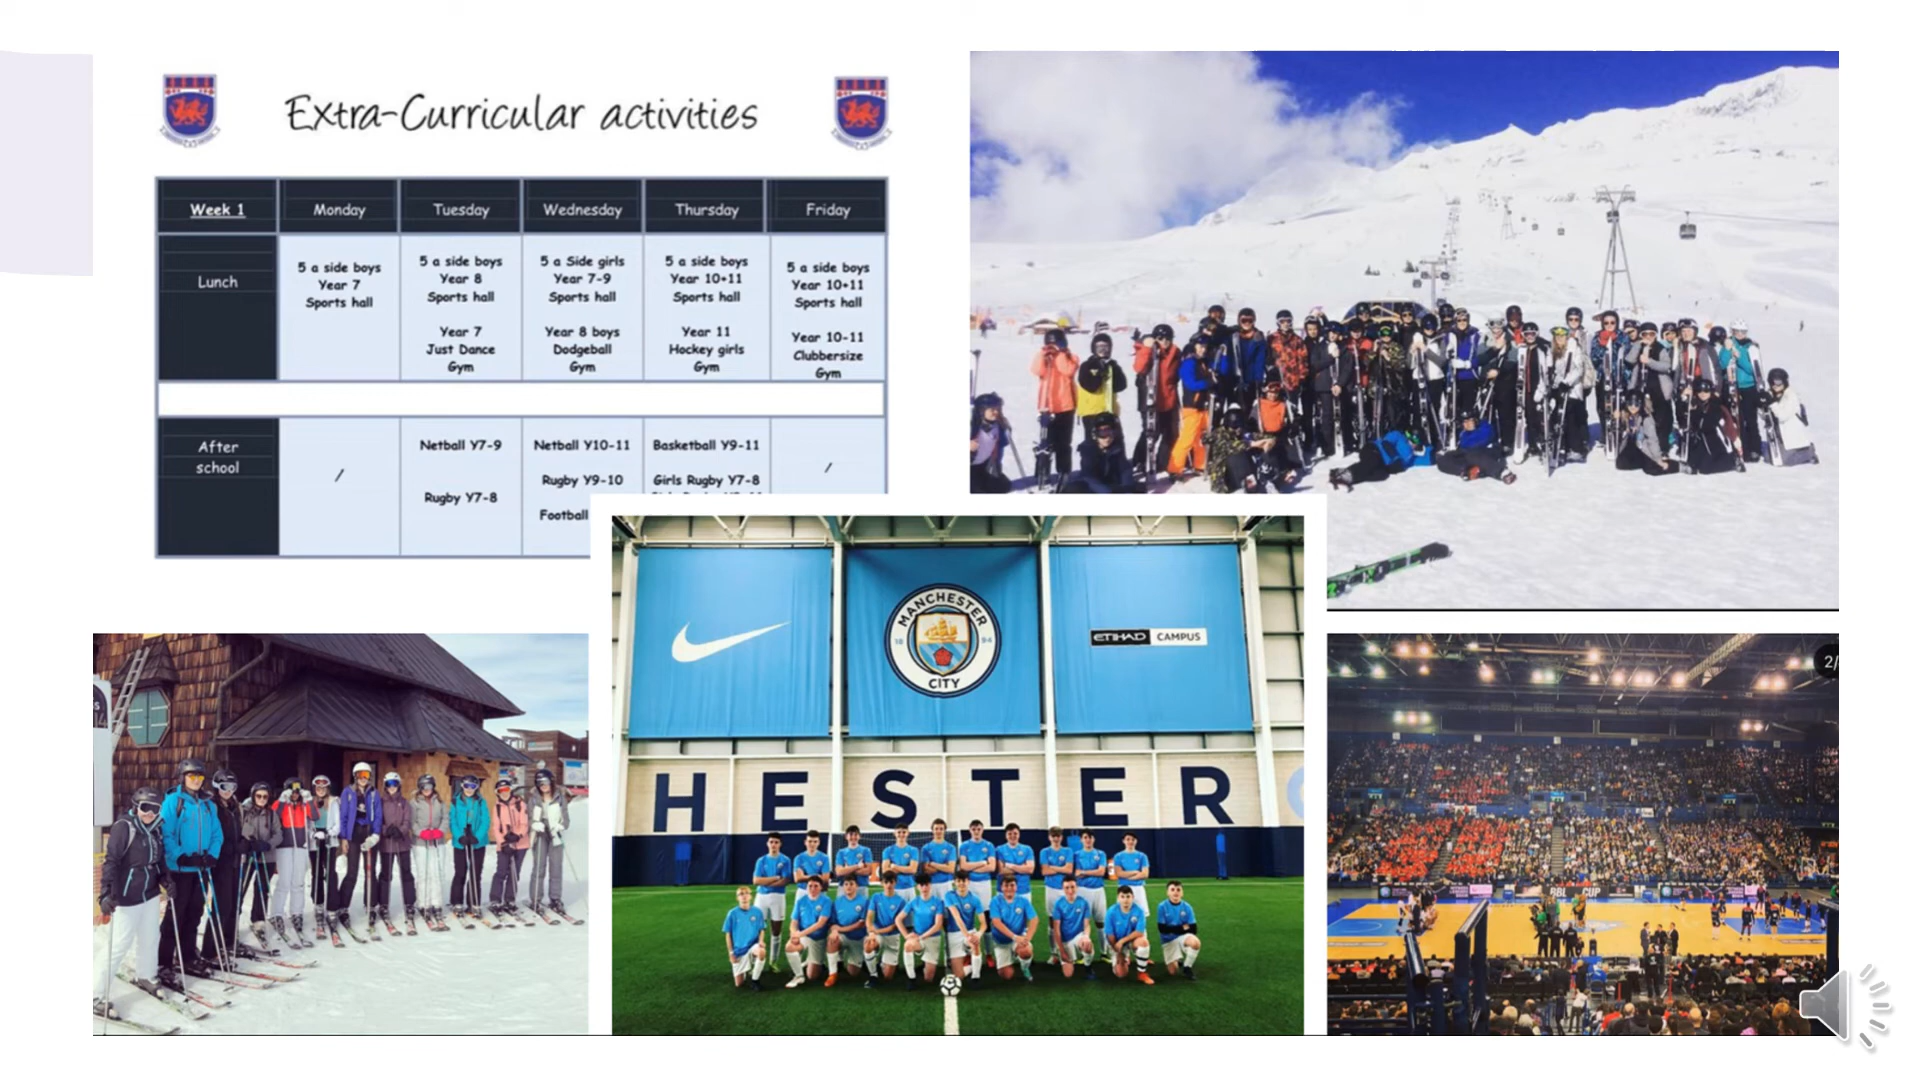 Extra-Curricular activities
Week 1
Monday
Tuesday
Wednesday
Thursday
Friday
Lunch
5 a side boys
Year 7
Sports hall
5 a side boys
Year 8
Sports hall
Year 7
Just Dance
Gym
5 a Side girls
Year 7-9
Sports hall
Year 8 boys
Dodgeball
Gym
5 a side boys
Year 10+11
Sports hall
Year 11
Hockey girls
Gym
5 a side boys
Year 10+11
Sports hall
Year 10-11
Clubbersize
Gym
After
school
/
Netball Y7-9
Rugby Y7-8
Netball Y10-11
Rugby Y9-10
Football
Basketball Y9-11
Girls Rugby Y7-8
/
MANCHESTER
18 94
CITY
ETIHAD CAMPUS
HESTER
2/
BBL CUP